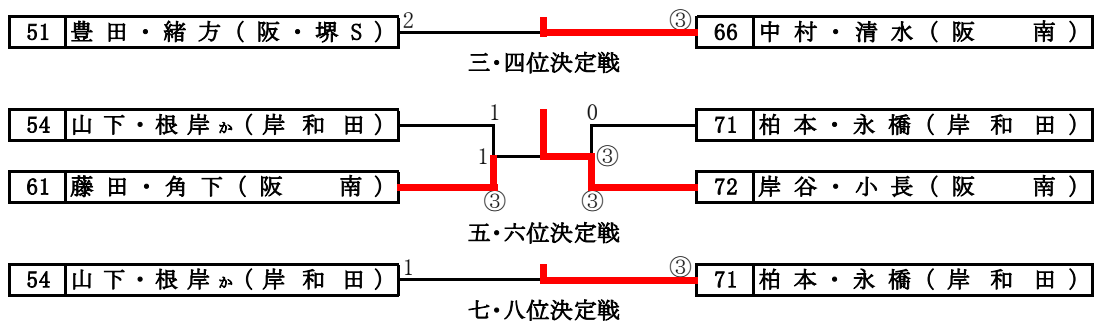 51 豊田・緒方(阪・堺S) 2 ③ 66 中村・清水(阪 南)
三・四位決定戦
54 山下・根岸か(岸和田) 1 0 71 柏本・永橋(岸和田)
1 ③
61 藤田・角下(阪 南) ③ ③ 72 岸谷・小長(阪 南)
五・六位決定戦
54 山下・根岸か(岸和田) 1 ③ 71 柏本・永橋(岸和田)
七・八位決定戦